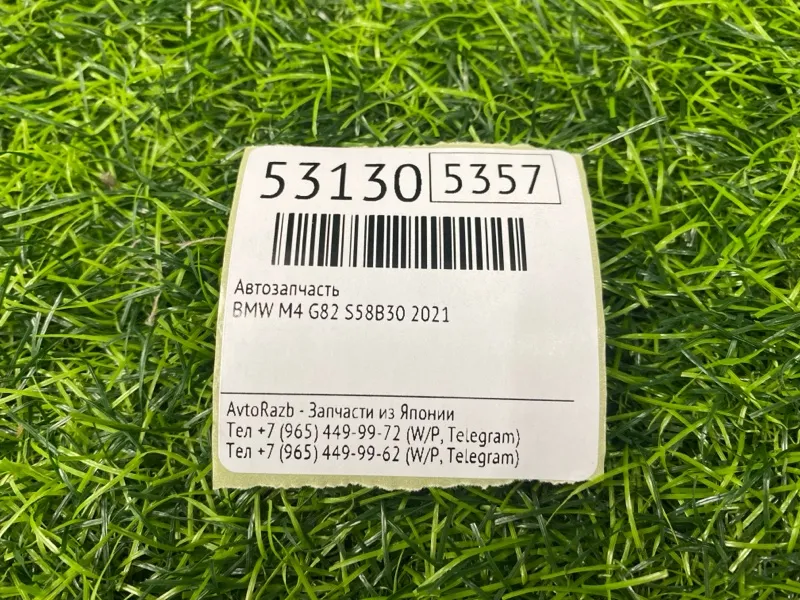 53130 5357
Автозапчасть
BMW M4 G82 S58B30 2021
AvtoRazb - Запчасти из Японии
Тел +7 (965) 449-99-72 (W/P, Telegram)
Тел +7 (965) 449-99-62 (W/P, Telegram)